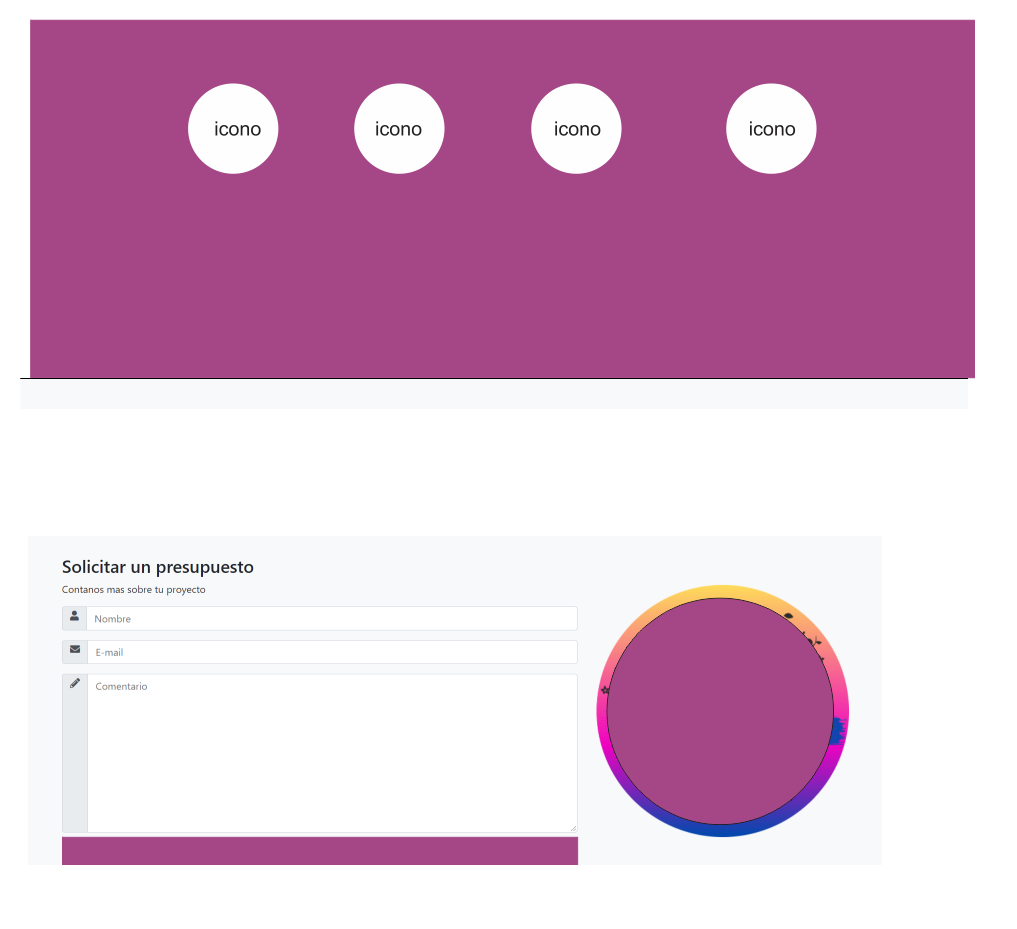 icono icono icono icono
Solicitar un presupuesto
Contanos mas sobre tu proyecto
Nombre
E-mail
Comentario